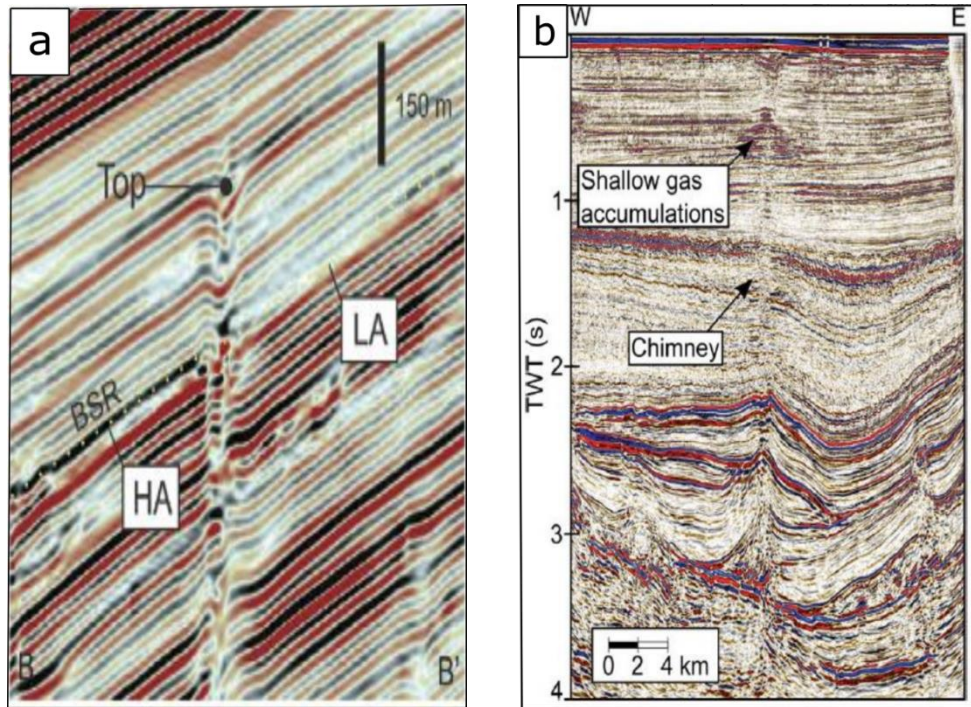 a
150 m
Top
LA
BSR
HA
B
B'
b
W
E
Shallow gas
accumulations
1
Chimney
TWT (s)
2
3
0 2 4 km
4